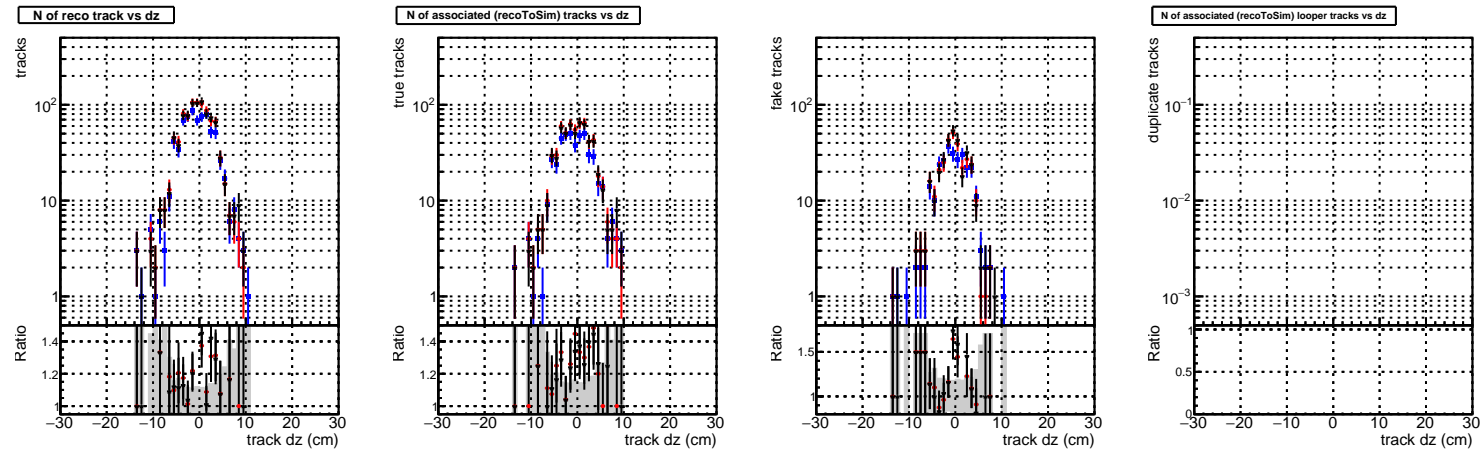 N of reco track vs dz
tracks
10²
10
1
Ratio
1.4
1.2
1
−30 −20 −10 0 10 20 30
track dz (cm)
N of associated (recoToSim) tracks vs dz
true tracks
10²
10
1
Ratio
1.4
1.2
1
−30 −20 −10 0 10 20 30
track dz (cm)
fake tracks
10²
10
1
Ratio
1.5
1
−30 −20 −10 0 10 20 30
track dz (cm)
N of associated (recoToSim) looper tracks vs dz
duplicate tracks
10⁻¹
10⁻²
10⁻³
Ratio
1
0.5
0
−30 −20 −10 0 10 20 30
track dz (cm)